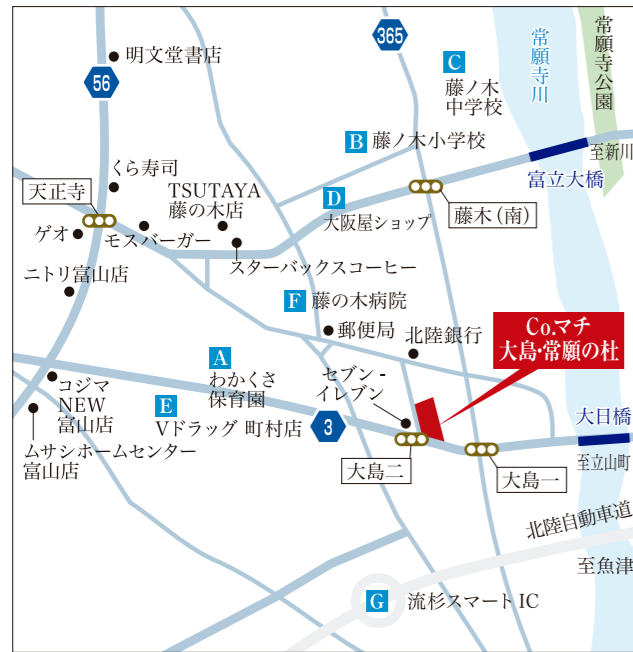 365
C
藤ノ木
中学校
常願寺川
常願寺公園
明文堂書店
56
B
藤ノ木小学校
至新川
富立大橋
くら寿司
天正寺
TSUTAYA
藤の木店
D
大阪屋ショップ
藤木(南)
ゲオ
モスバーガー
スターバックスコーヒー
ニトリ富山店
F
藤の木病院
郵便局
北陸銀行
Co.マチ
大島・常願の杜
A
わかくさ
保育園
セブン-
イレブン
コジマ
NEW
富山店
E
Vドラッグ 町村店
3
大日橋
ムサシホームセンター
富山店
大島二
大島一
至立山町
北陸自動車道
至魚津
G
流杉スマートIC